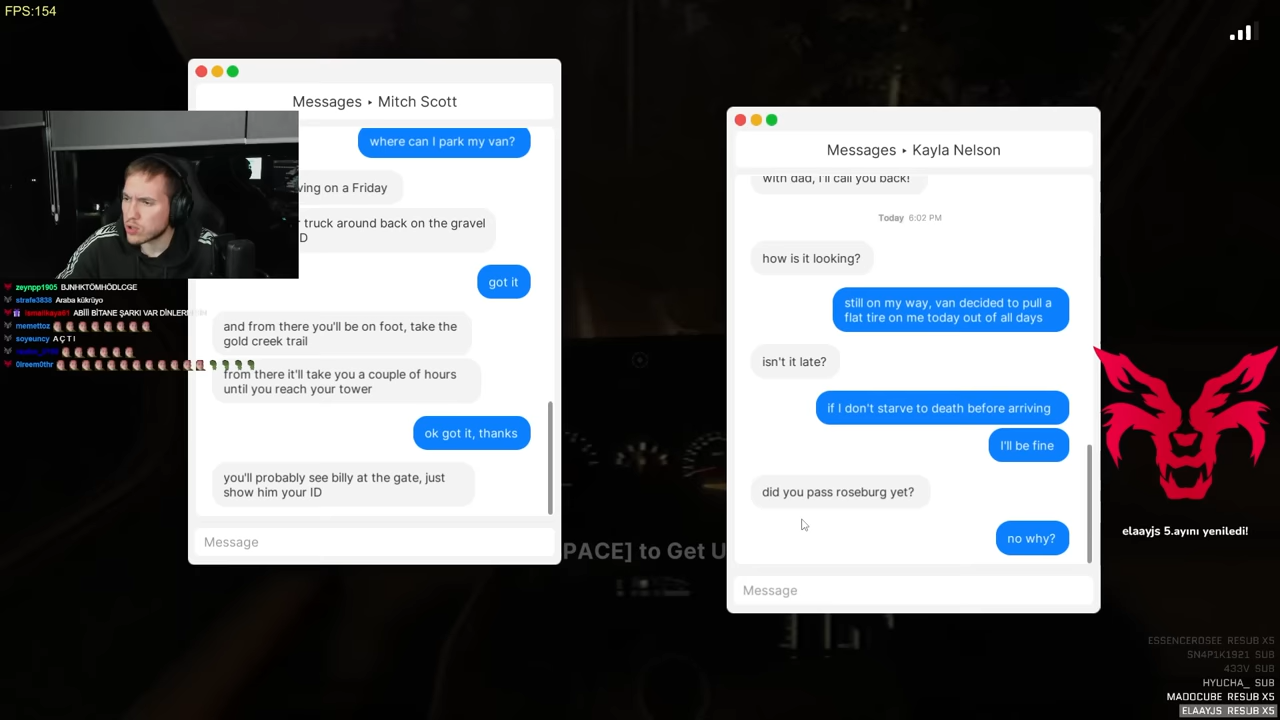 FPS:154
Messages ▸ Mitch Scott
where can I park my van?
ving on a Friday
truck around back on the gravel
D
got it
and from there you'll be on foot, take the
gold creek trail
from there it'll take you a couple of hours
until you reach your tower
ok got it, thanks
you'll probably see billy at the gate, just
show him your ID
Message
Messages ▸ Kayla Nelson
with dad, I'll call you back!
Today 6:02 PM
how is it looking?
still on my way, van decided to pull a
flat tire on me today out of all days
isn't it late?
if I don't starve to death before arriving
I'll be fine
did you pass roseburg yet?
no why?
Message
PACE] to Get U
zeynpp1905 BJNHKTÖMHÖDLCGE
strafe3838 Araba kükrüyo
ismailkaya61 ABİİİ BİTANE ŞARKI VAR DİNLER
memettoz
soyeuncy A Ç T I
0ireem0thr
elaayjs 5.ayını yeniledi!
ESSENCEROSEE RESUB X5
SN4P1K1921 SUB
433V SUB
HYUCHA_ SUB
MADOCUBE RESUB X5
ELAAYJS RESUB X5